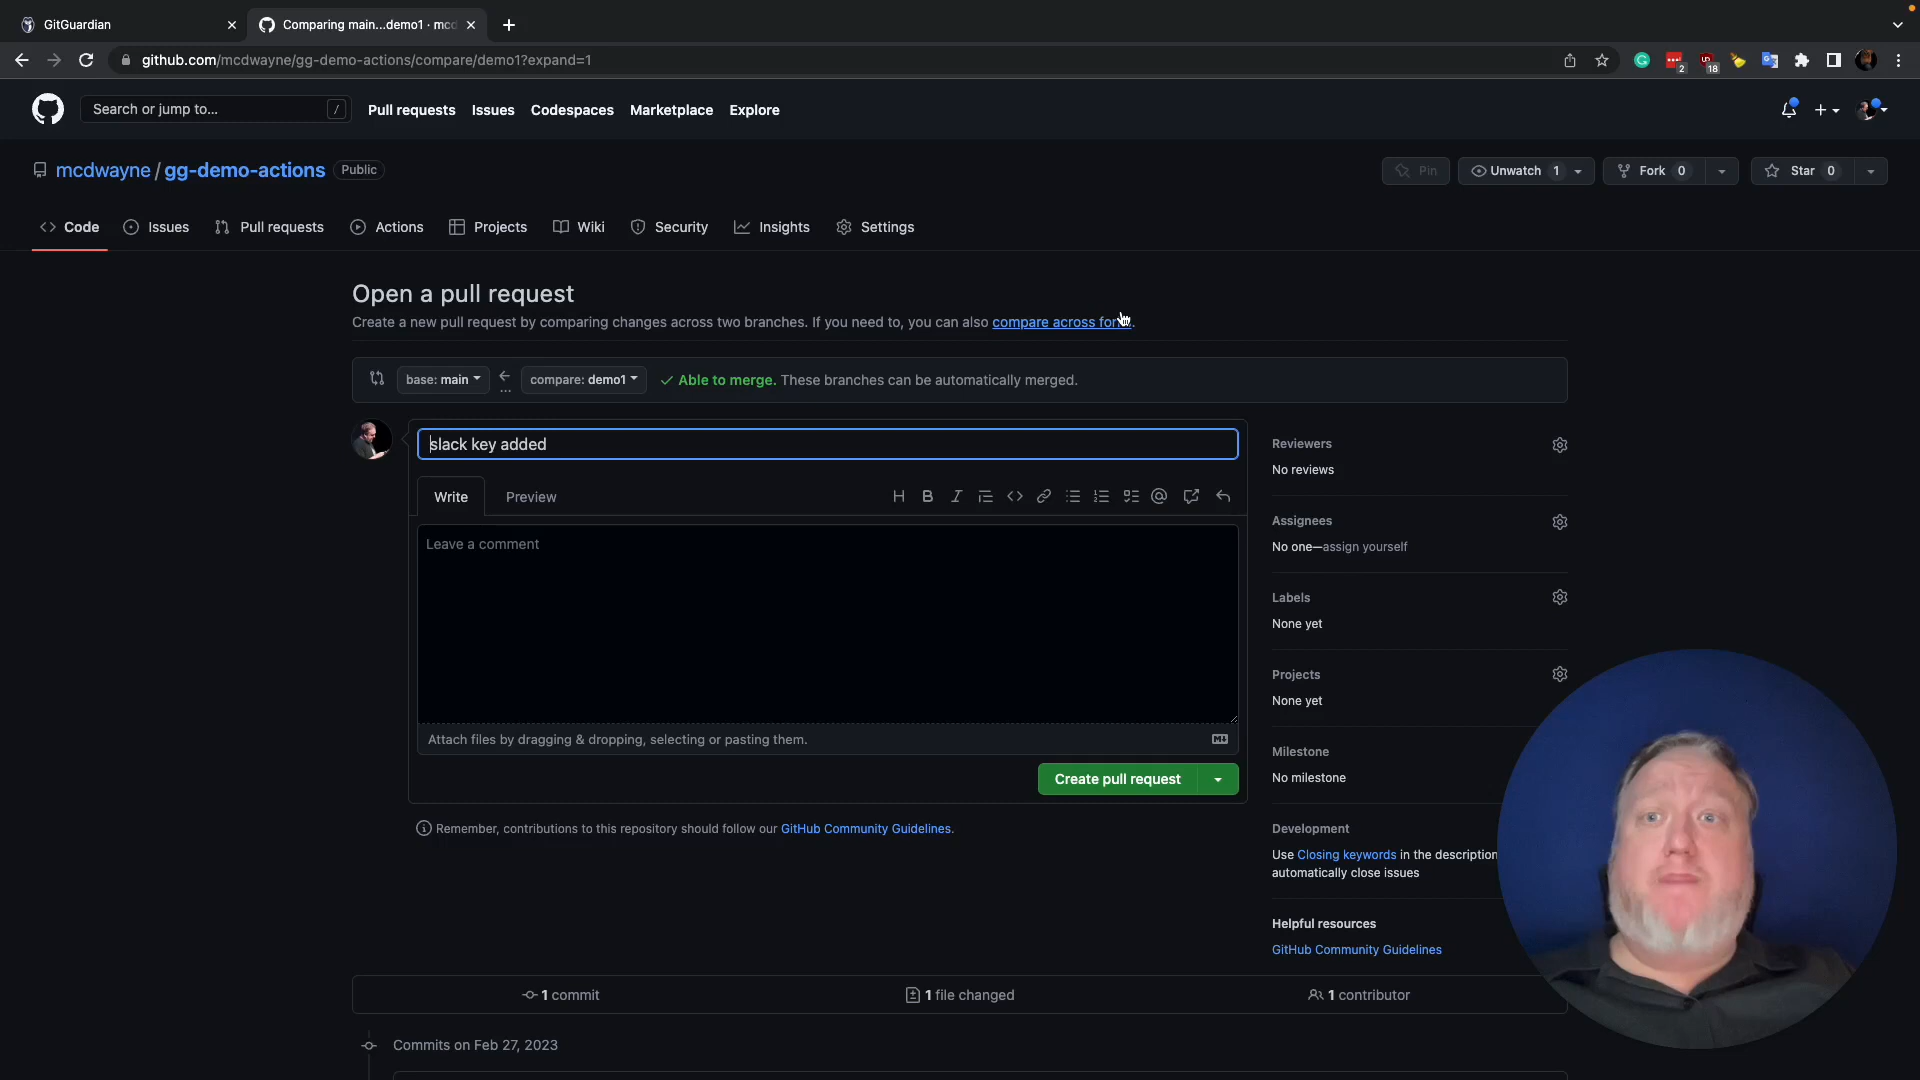 GitGuardian
Comparing main...demo1 · mcd
github.com/mcdwayne/gg-demo-actions/compare/demo1?expand=1
2
18
Search or jump to...
/
Pull requests
Issues
Codespaces
Marketplace
Explore
mcdwayne / gg-demo-actions
Public
Pin
Unwatch 1
Fork 0
Star 0
Code
Issues
Pull requests
Actions
Projects
Wiki
Security
Insights
Settings
Open a pull request
Create a new pull request by comparing changes across two branches. If you need to, you can also compare across for
base: main
...
compare: demo1
Able to merge. These branches can be automatically merged.
slack key added
Write
Preview
Leave a comment
Attach files by dragging & dropping, selecting or pasting them.
Create pull request
Remember, contributions to this repository should follow our GitHub Community Guidelines.
Reviewers
No reviews
Assignees
No one—assign yourself
Labels
None yet
Projects
None yet
Milestone
No milestone
Development
Use Closing keywords in the description
automatically close issues
Helpful resources
GitHub Community Guidelines
1 commit
1 file changed
1 contributor
Commits on Feb 27, 2023